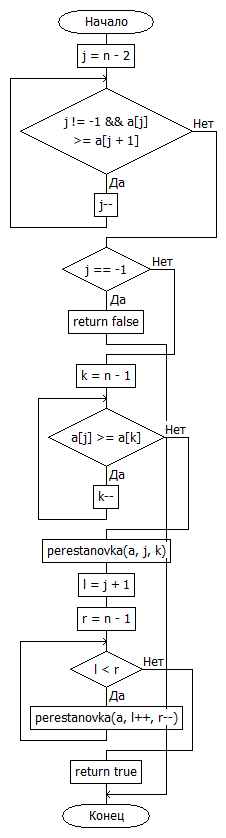 Начало
j = n - 2
j != -1 && a[j]
>= a[j + 1]
Нет
Да
j--
j == -1
Нет
Да
return false
k = n - 1
a[j] >= a[k]
Нет
Да
k--
perestanovka(a, j, k)
l = j + 1
r = n - 1
l < r
Нет
Да
perestanovka(a, l++, r--)
return true
Конец